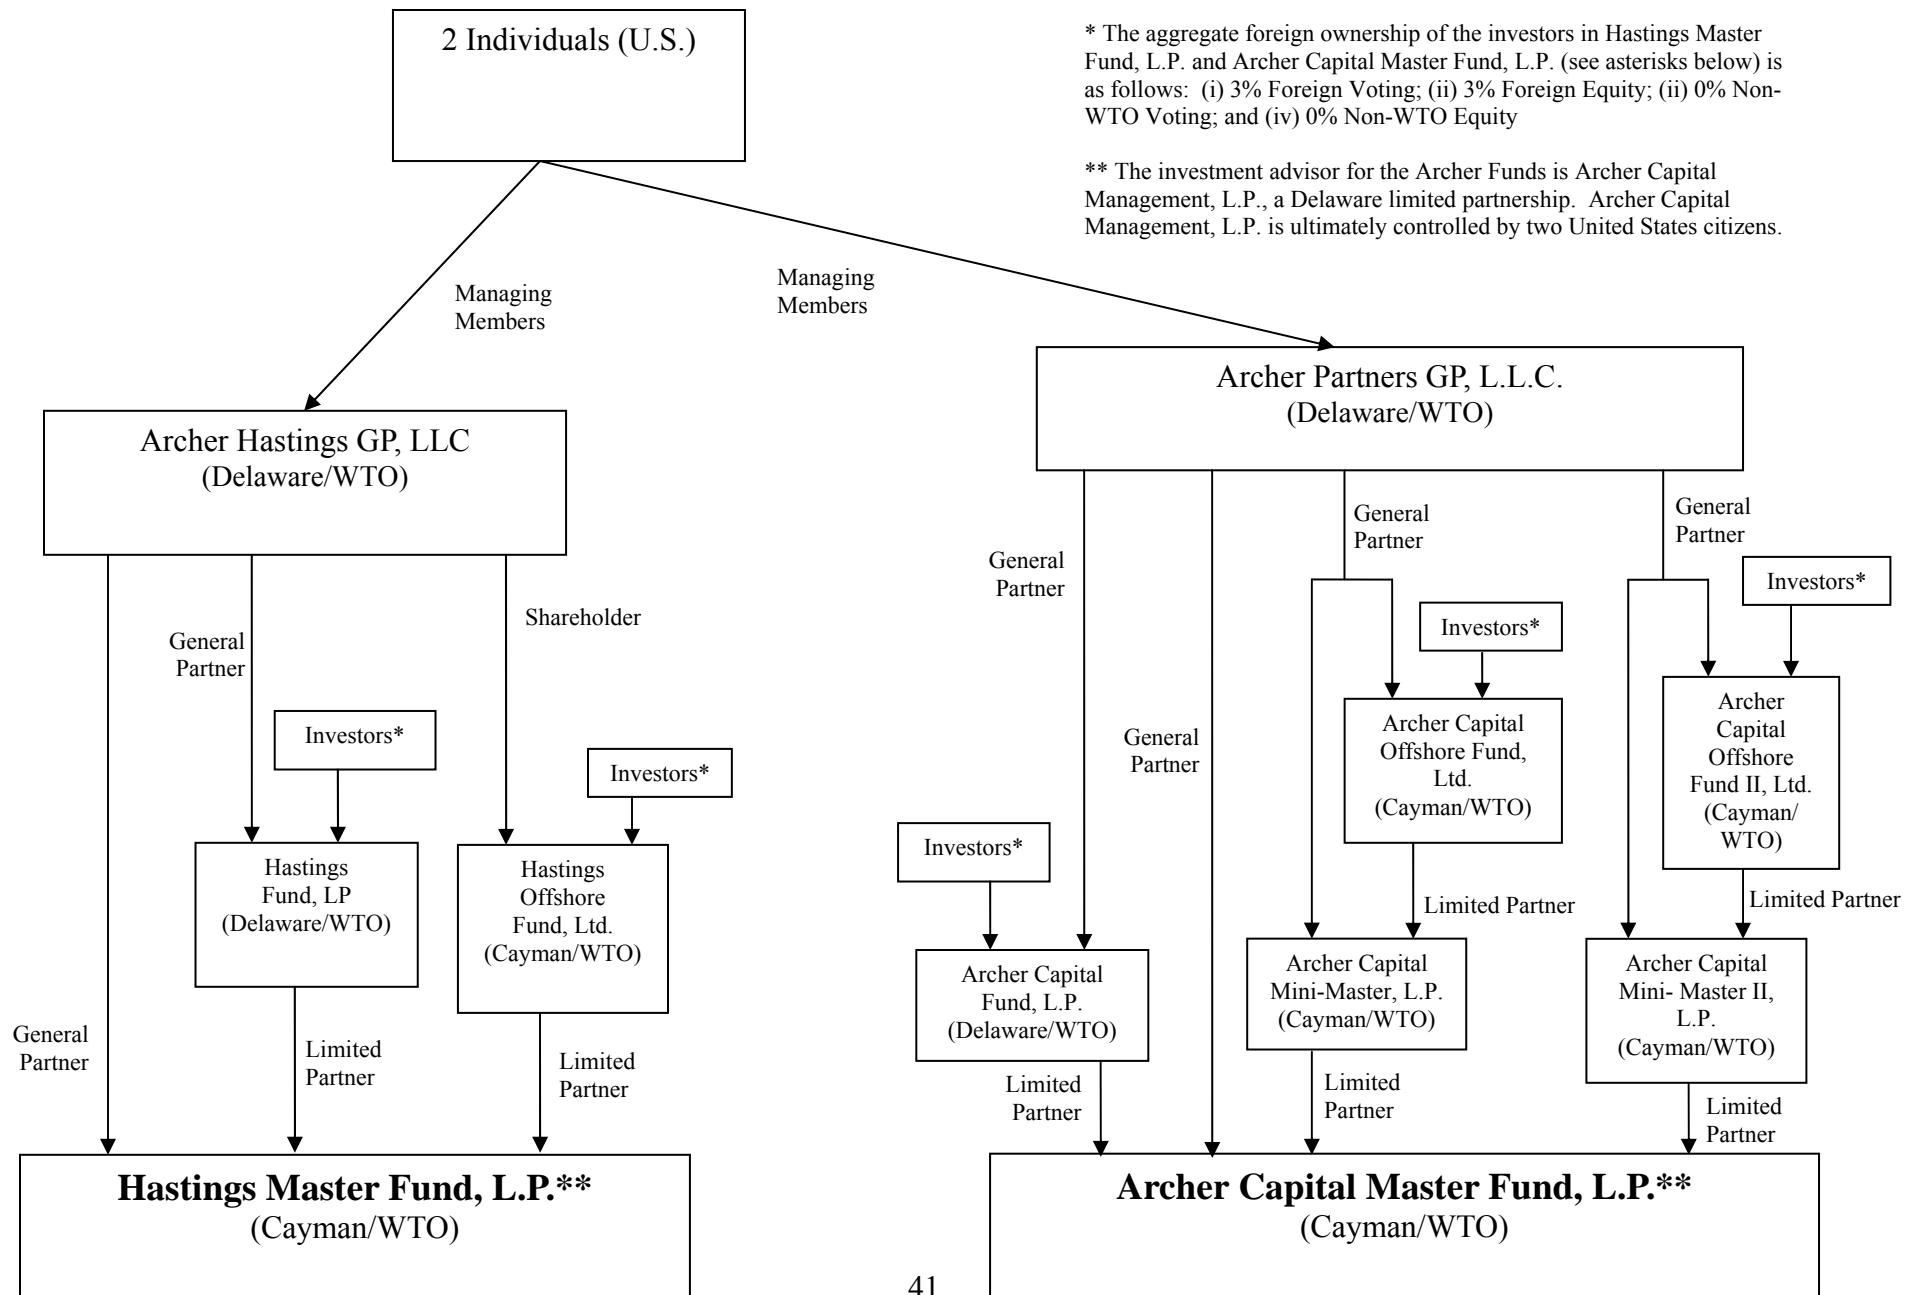 2 Individuals (U.S.)
* The aggregate foreign ownership of the investors in Hastings Master
Fund, L.P. and Archer Capital Master Fund, L.P. (see asterisks below) is
as follows: (i) 3% Foreign Voting; (ii) 3% Foreign Equity; (ii) 0% Non-
WTO Voting; and (iv) 0% Non-WTO Equity
** The investment advisor for the Archer Funds is Archer Capital
Management, L.P., a Delaware limited partnership. Archer Capital
Management, L.P. is ultimately controlled by two United States citizens.
Managing
Members
Managing
Members
Archer Hastings GP, LLC
(Delaware/WTO)
Archer Partners GP, L.L.C.
(Delaware/WTO)
General
Partner
Shareholder
General
Partner
General
Partner
General
Partner
General
Partner
Investors*
Investors*
Investors*
Investors*
Investors*
Hastings
Fund, LP
(Delaware/WTO)
Hastings
Offshore
Fund, Ltd.
(Cayman/WTO)
Archer Capital
Offshore Fund,
Ltd.
(Cayman/WTO)
Archer
Capital
Offshore
Fund II, Ltd.
(Cayman/
WTO)
Limited Partner
Limited Partner
Archer Capital
Fund, L.P.
(Delaware/WTO)
Archer Capital
Mini-Master, L.P.
(Cayman/WTO)
Archer Capital
Mini- Master II,
L.P.
(Cayman/WTO)
General
Partner
Limited
Partner
Limited
Partner
Limited
Partner
Limited
Partner
Limited
Partner
Hastings Master Fund, L.P.**
(Cayman/WTO)
Archer Capital Master Fund, L.P.**
(Cayman/WTO)
41